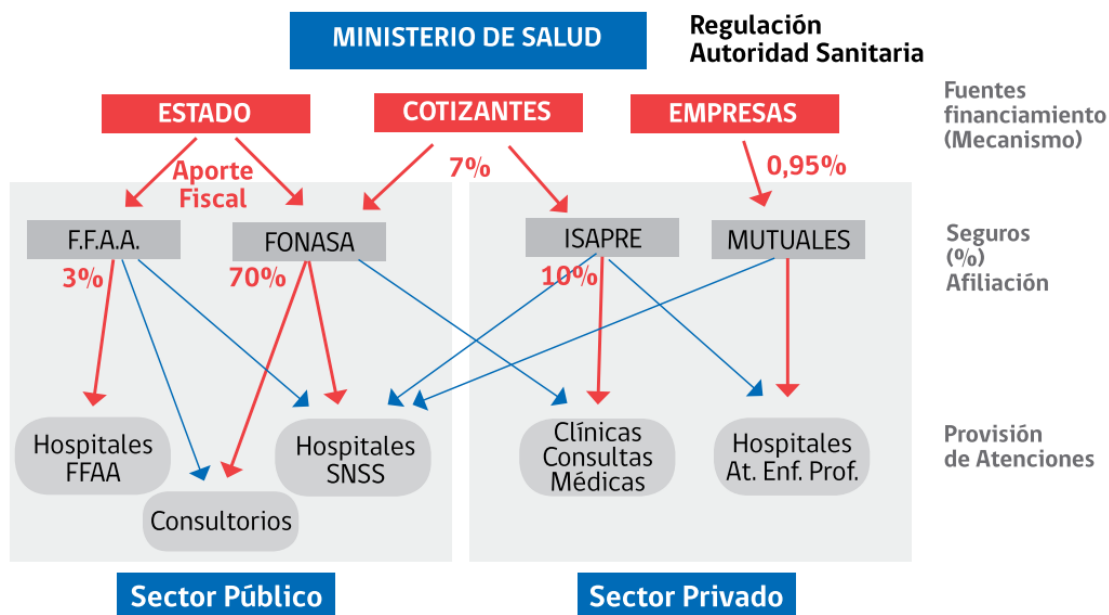 MINISTERIO DE SALUD
Regulación
Autoridad Sanitaria
ESTADO
COTIZANTES
EMPRESAS
Fuentes
financiamiento
(Mecanismo)
Aporte
Fiscal
7%
0,95%
F.F.A.A.
FONASA
ISAPRE
MUTUALES
Seguros
(%)
Afiliación
3%
70%
10%
Hospitales
FFAA
Consultorios
Hospitales
SNSS
Clínicas
Consultas
Médicas
Hospitales
At. Enf. Prof.
Provisión
de Atenciones
Sector Público
Sector Privado